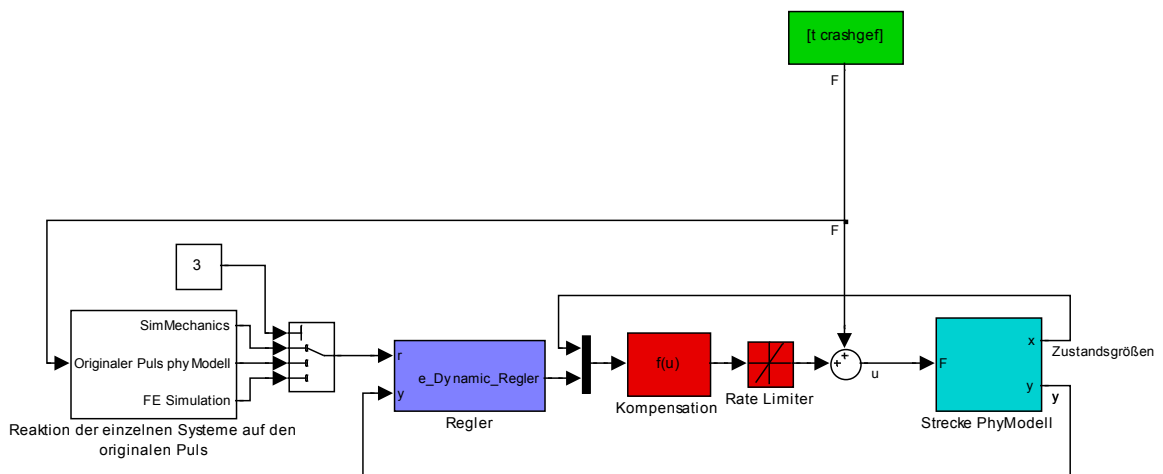 [t crashgef]
F
F
3
SimMechanics
Originaler Puls phy Modell
FE Simulation
Reaktion der einzelnen Systeme auf den
originalen Puls
r
e_Dynamic_Regler
y
Regler
f(u)
Kompensation
Rate Limiter
+
+
u
F
x
y
Zustandsgrößen
y
Strecke PhyModell